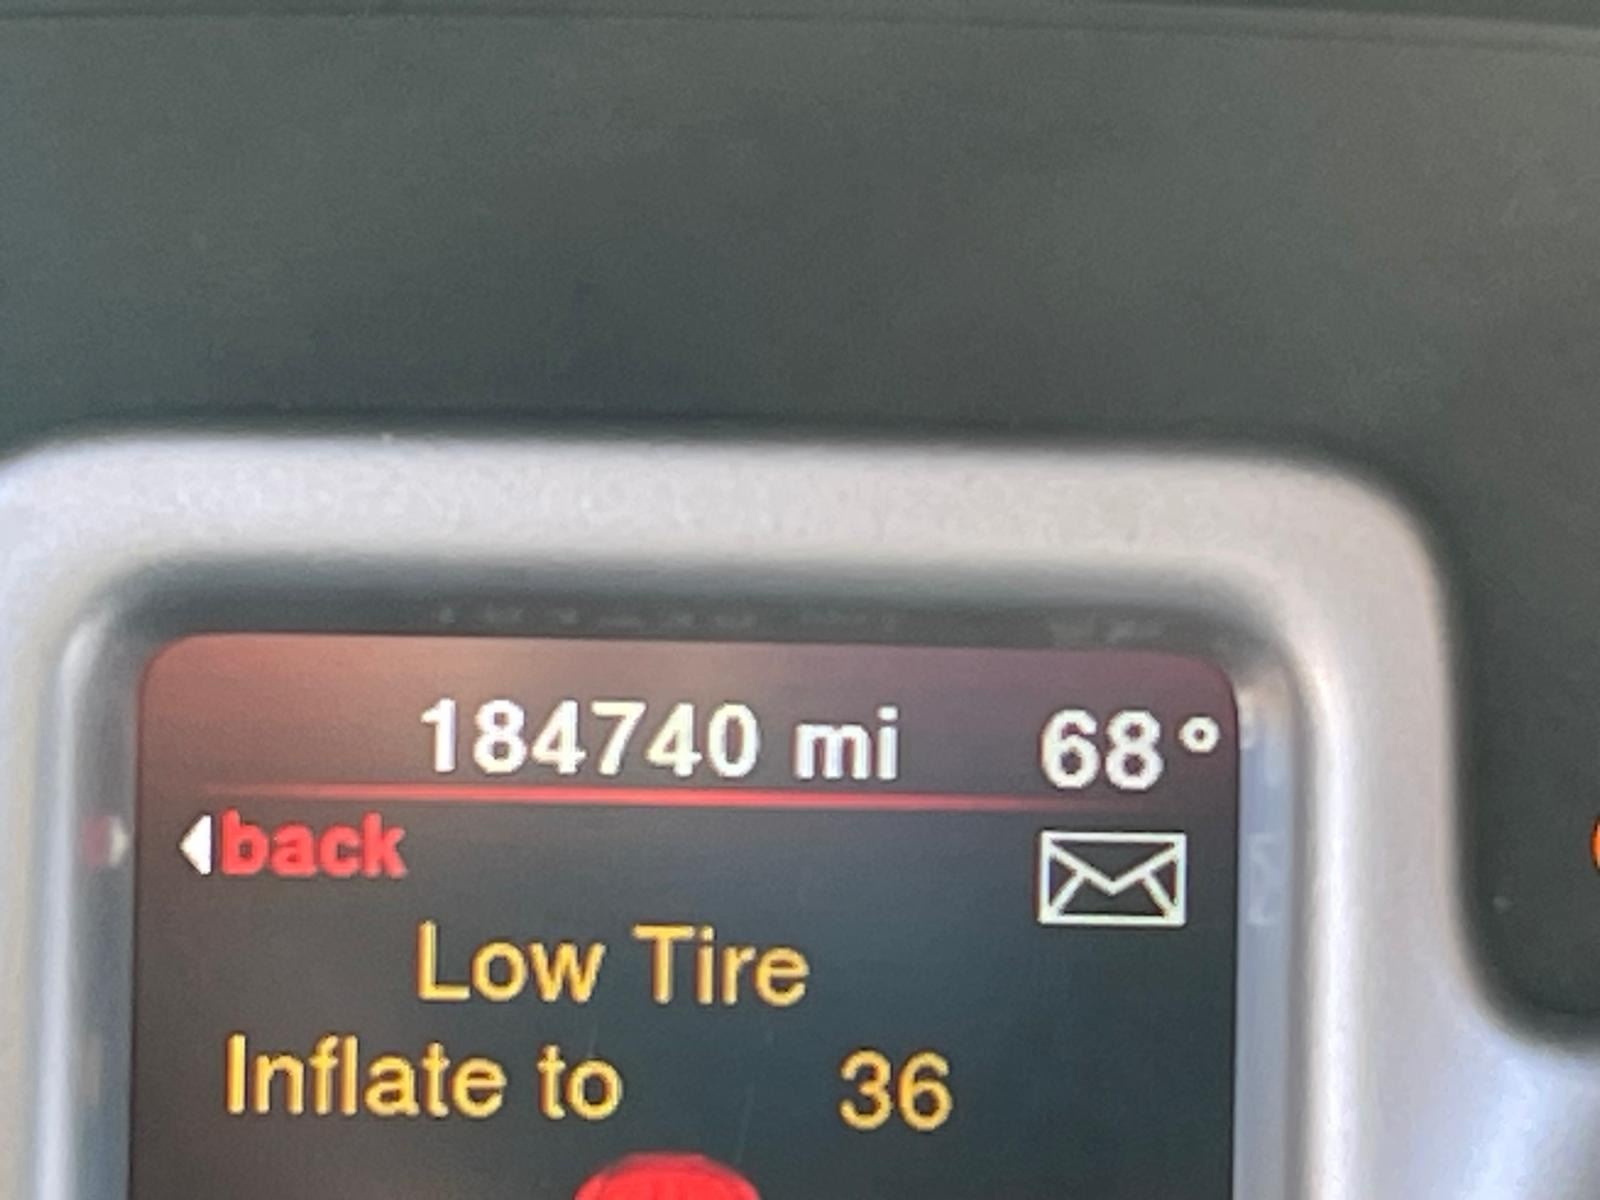 184740 mi 68°
back
Low Tire
Inflate to 36